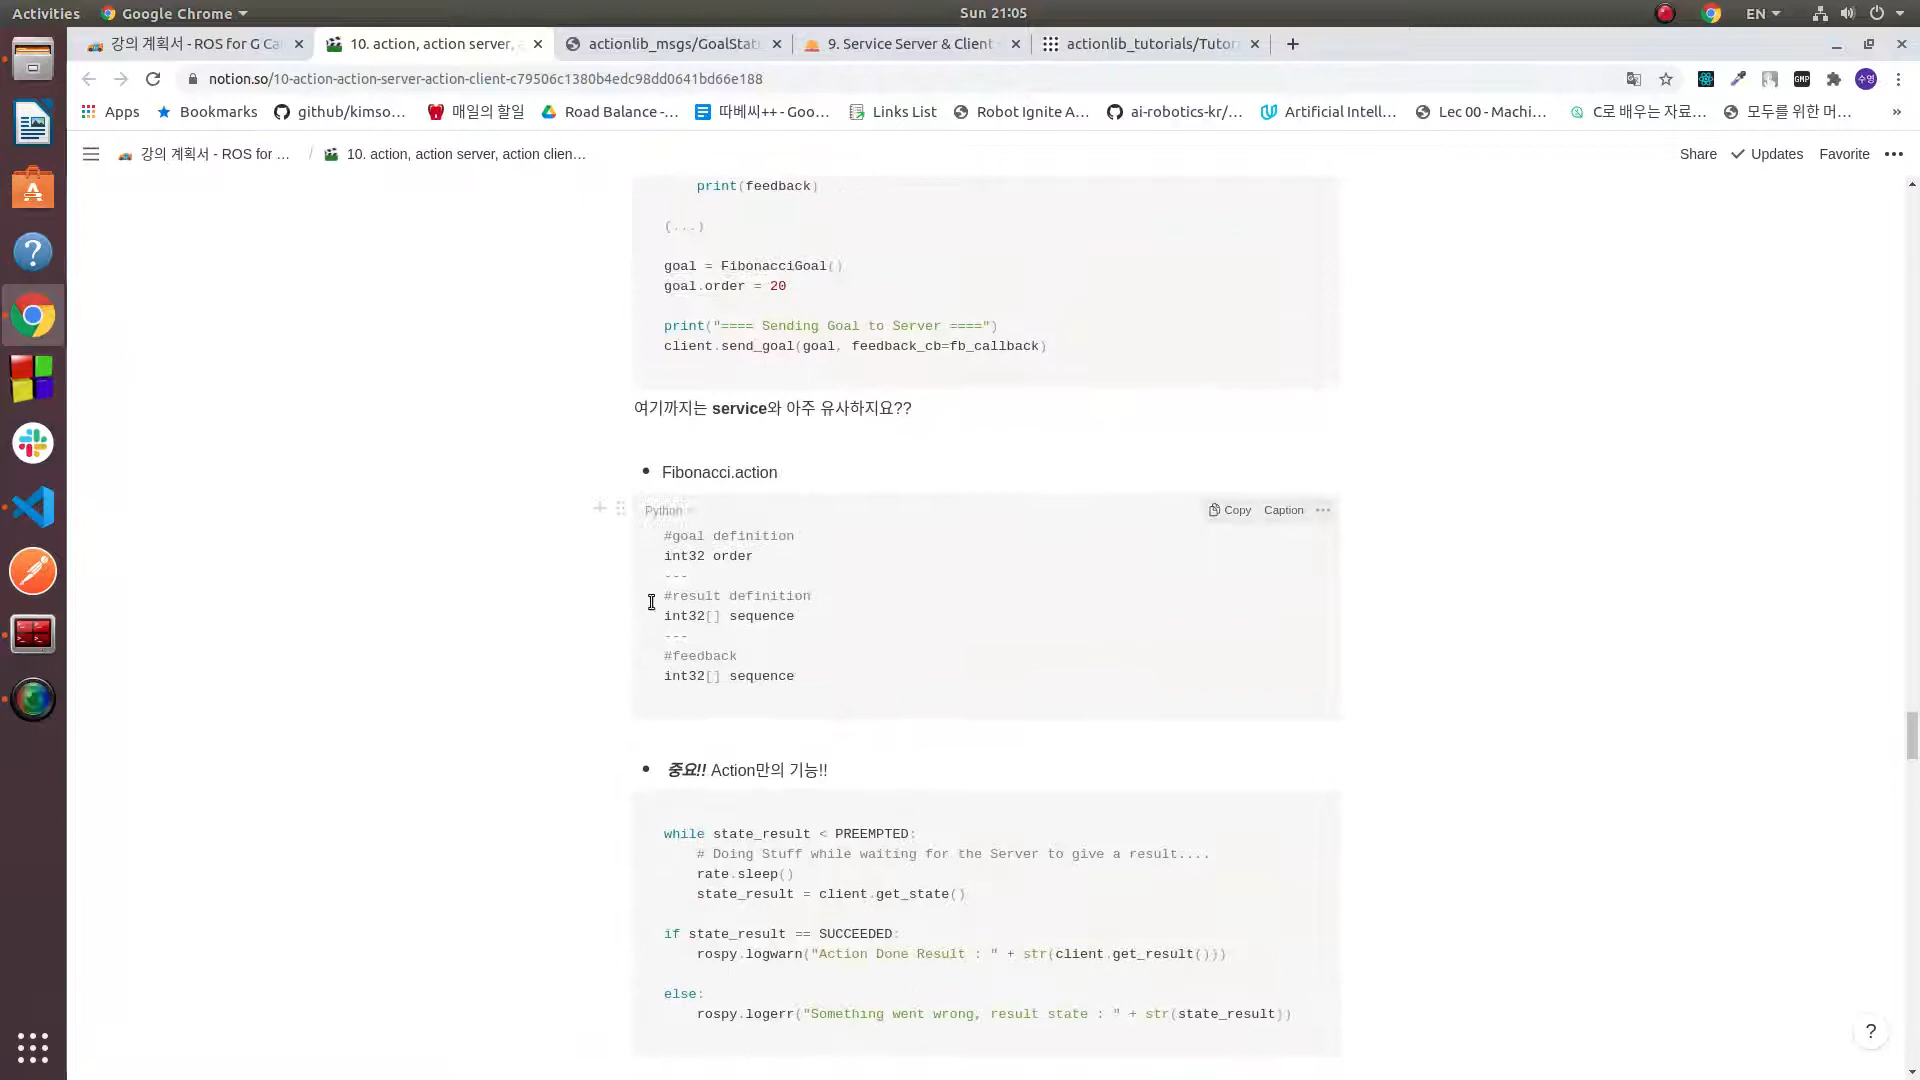 Activities
Google Chrome
Sun 21:05
EN
강의 계획서 - ROS for G Ca
10. action, action server,
actionlib_msgs/GoalStat
9. Service Server & Client
actionlib_tutorials/Tutor
notion.so/10-action-action-server-action-client-c79506c1380b4edc98dd0641bd66e188
GMP
수영
Apps
Bookmarks
github/kimso...
매일의 할일
Road Balance -...
따베씨++ - Goo...
Links List
Robot Ignite A...
ai-robotics-kr/...
Artificial Intell...
Lec 00 - Machi...
C로 배우는 자료...
모두를 위한 머...
»
강의 계획서 - ROS for ...
/
10. action, action server, action clien...
Share
Updates
Favorite
print(feedback)
(...)
goal = FibonacciGoal()
goal.order = 20
print("==== Sending Goal to Server ====")
client.send_goal(goal, feedback_cb=fb_callback)
여기까지는 service와 아주 유사하지요??
Fibonacci.action
Python
Copy
Caption
#goal definition
int32 order
---
#result definition
int32[] sequence
---
#feedback
int32[] sequence
중요!! Action만의 기능!!
while state_result < PREEMPTED:
# Doing Stuff while waiting for the Server to give a result....
rate.sleep()
state_result = client.get_state()
if state_result == SUCCEEDED:
rospy.logwarn("Action Done Result : " + str(client.get_result()))
else:
rospy.logerr("Something went wrong, result state : " + str(state_result))
?